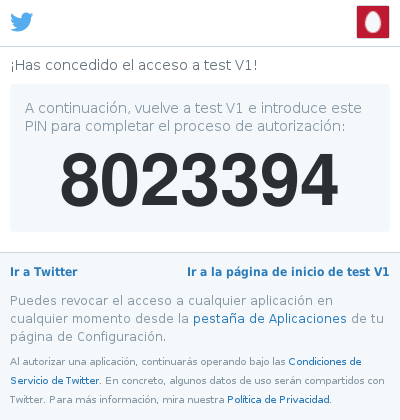 ¡Has concedido el acceso a test V1!
A continuación, vuelve a test V1 e introduce este
PIN para completar el proceso de autorización:
8023394
Ir a Twitter
Ir a la página de inicio de test V1
Puedes revocar el acceso a cualquier aplicación en
cualquier momento desde la pestaña de Aplicaciones de tu
página de Configuración.
Al autorizar una aplicación, continuarás operando bajo las Condiciones de
Servicio de Twitter. En concreto, algunos datos de uso serán compartidos con
Twitter. Para más información, mira nuestra Política de Privacidad.